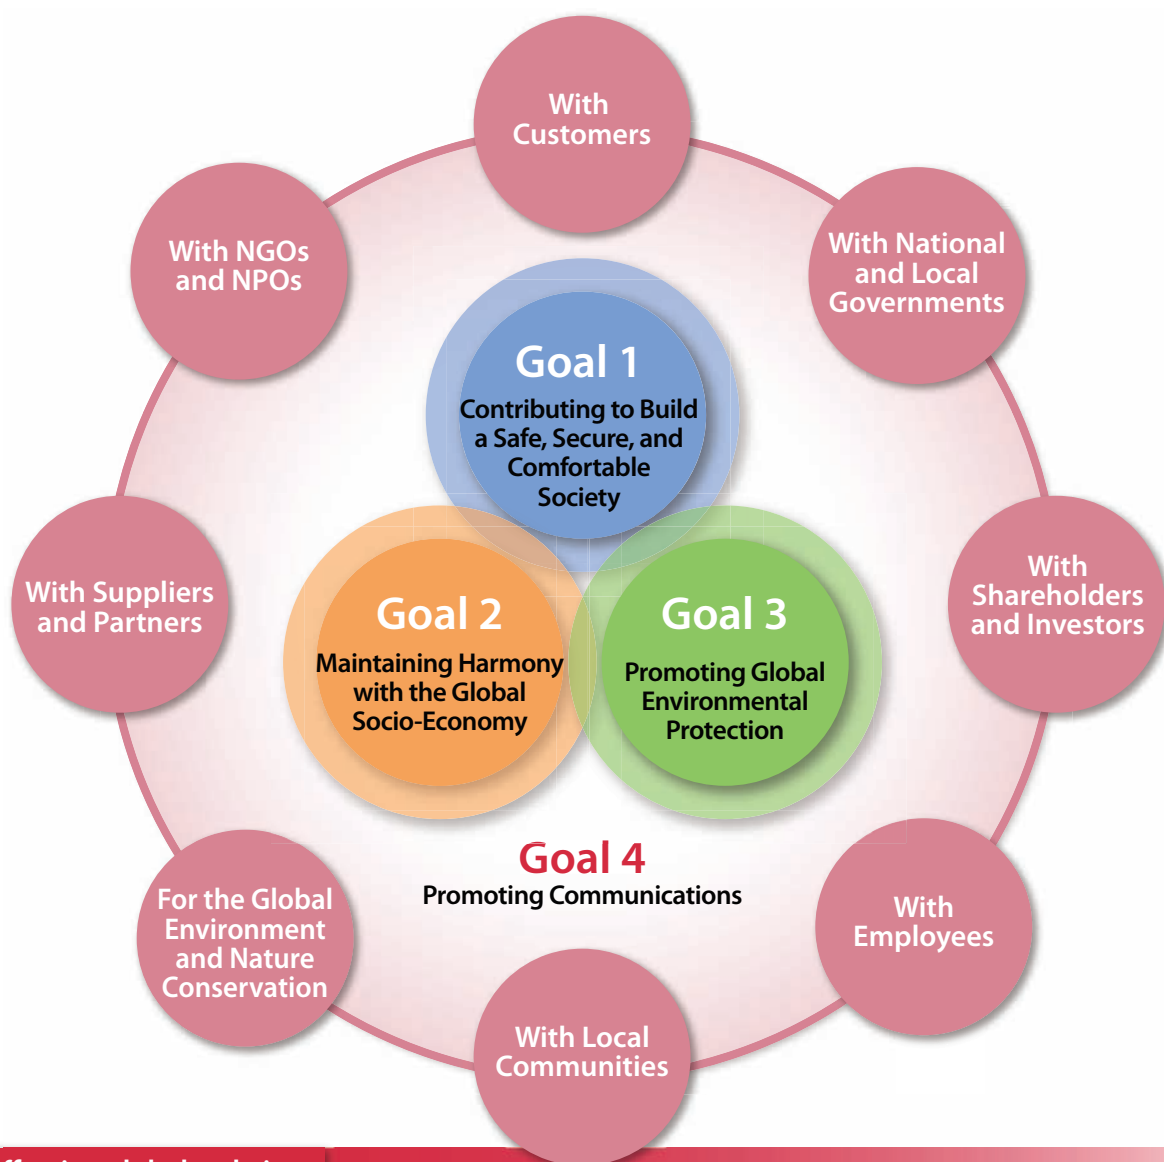 With
Customers
With NGOs
and NPOs
With National
and Local
Governments
Goal 1
Contributing to Build
a Safe, Secure, and
Comfortable
Society
With Suppliers
and Partners
Goal 2
Maintaining Harmony
with the Global
Socio-Economy
Goal 3
Promoting Global
Environmental
Protection
With
Shareholders
and Investors
Goal 4
Promoting Communications
For the Global
Environment
and Nature
Conservation
With
Employees
With Local
Communities